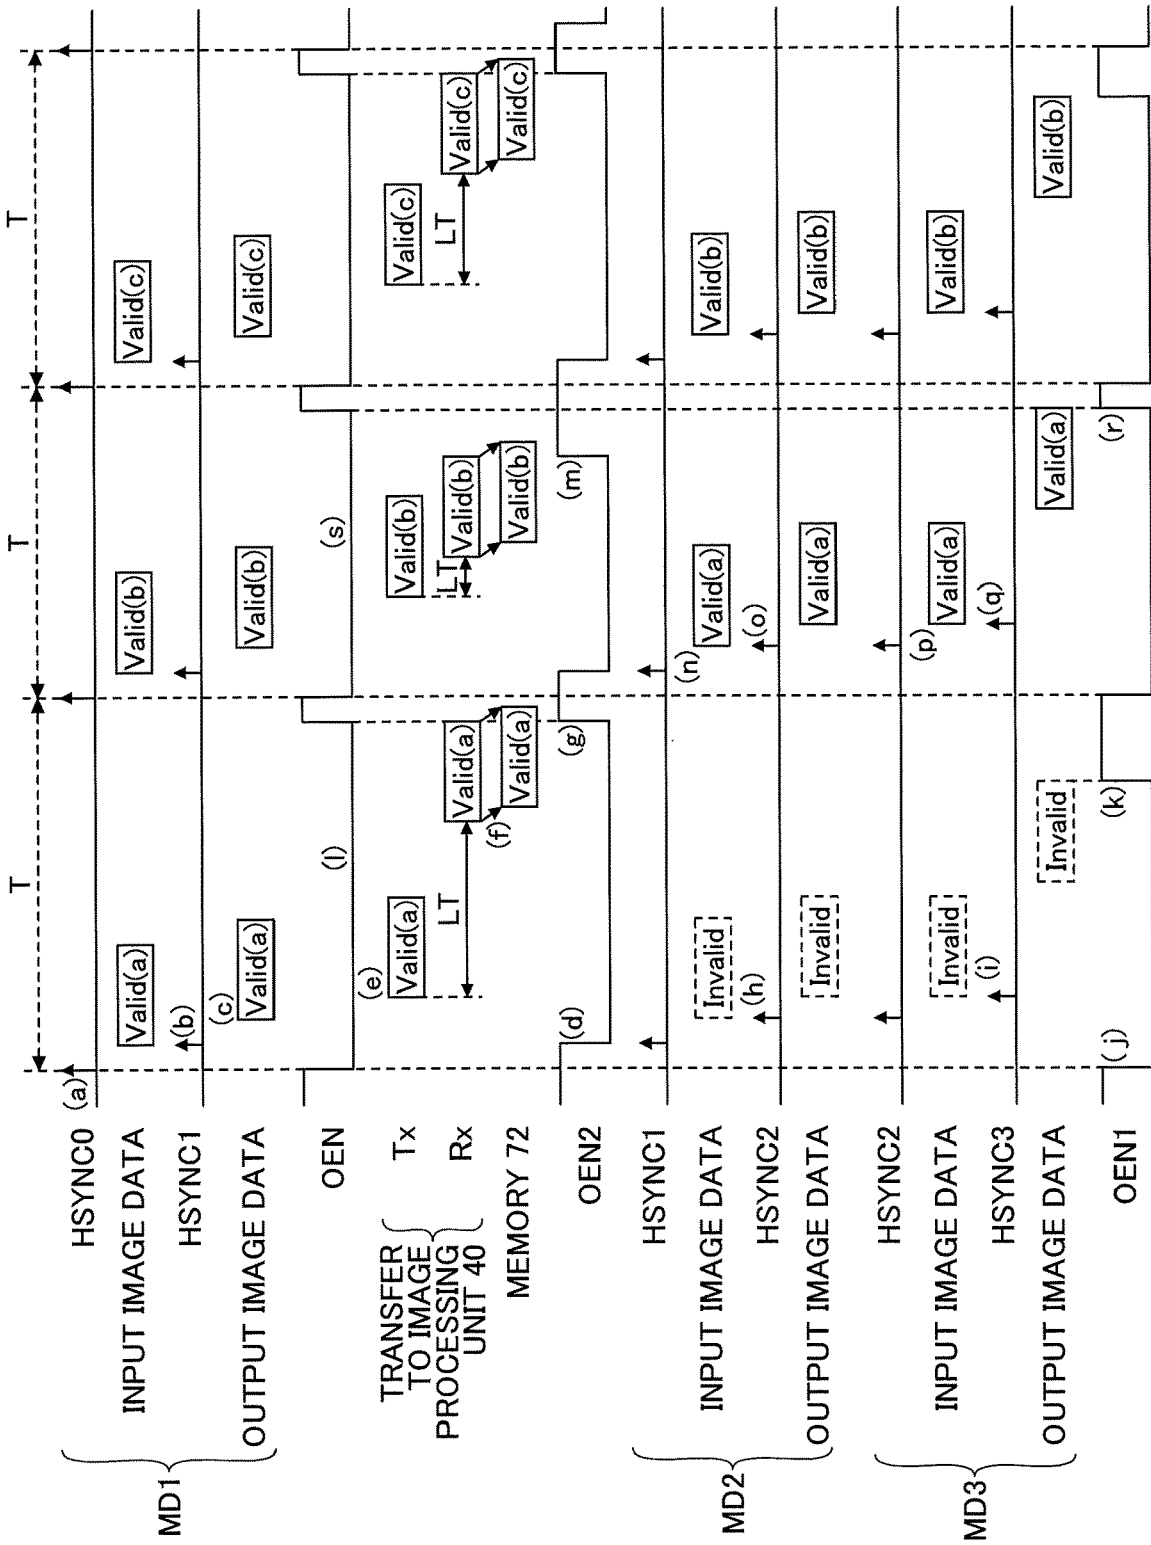 T
T
T
MD1
HSYNC0
(a)
INPUT IMAGE DATA
Valid(a)
Valid(b)
Valid(c)
HSYNC1
(b)
OUTPUT IMAGE DATA
(c)
Valid(a)
Valid(b)
Valid(c)
OEN
(l)
(s)
TRANSFER
TO IMAGE
PROCESSING
UNIT 40
Tx
(e)
Valid(a)
Valid(b)
Valid(c)
Rx
LT
Valid(a)
LT
Valid(b)
LT
Valid(c)
MEMORY 72
(f)
Valid(a)
Valid(b)
Valid(c)
OEN2
(d)
(g)
(m)
MD2
HSYNC1
(n)
INPUT IMAGE DATA
Invalid
Valid(a)
Valid(b)
HSYNC2
(h)
(o)
OUTPUT IMAGE DATA
Invalid
Valid(a)
Valid(b)
MD3
HSYNC2
(p)
INPUT IMAGE DATA
Invalid
Valid(a)
Valid(b)
HSYNC3
(i)
(q)
OUTPUT IMAGE DATA
Invalid
Valid(a)
Valid(b)
OEN1
(j)
(k)
(r)